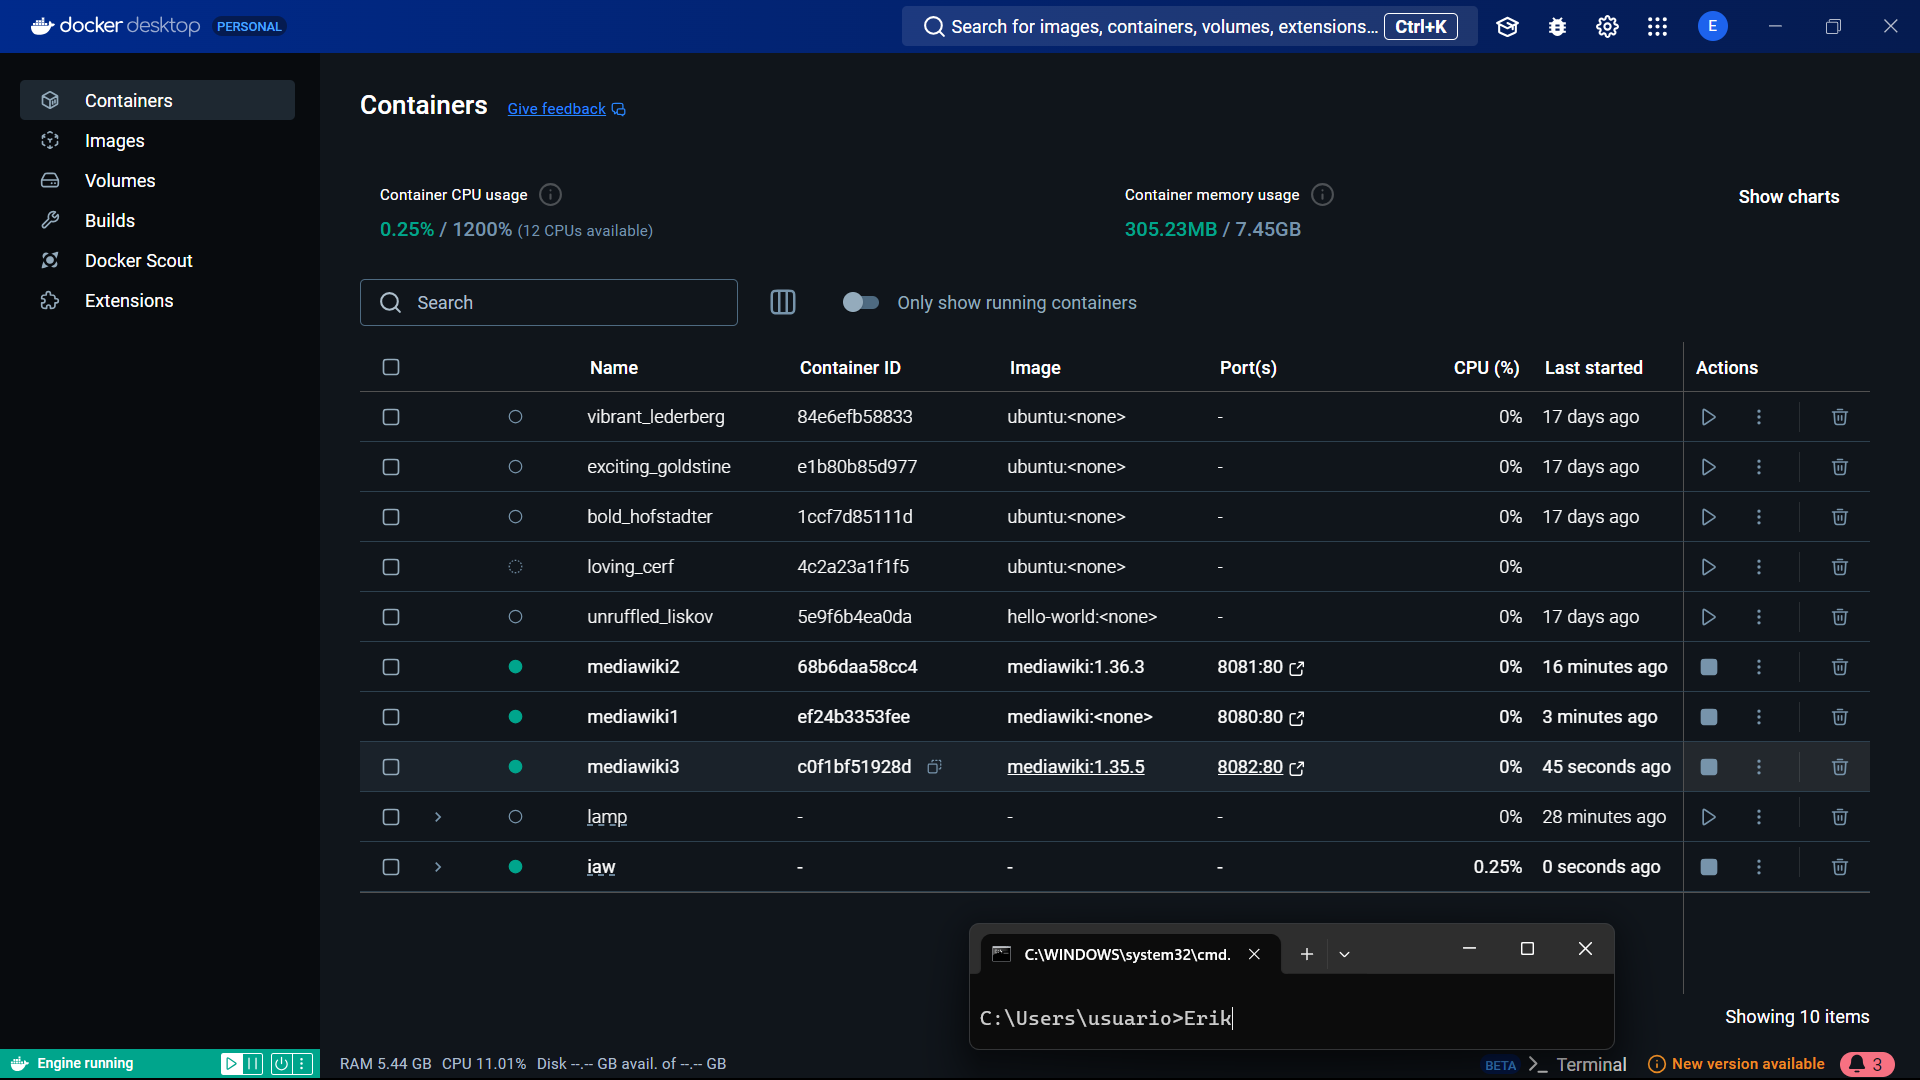 docker desktop PERSONAL
Search for images, containers, volumes, extensions... Ctrl+K
E
Containers
Images
Volumes
Builds
Docker Scout
Extensions
Containers Give feedback
Container CPU usage
0.25% / 1200% (12 CPUs available)
Container memory usage
305.23MB / 7.45GB
Show charts
Search
Only show running containers
Name Container ID Image Port(s) CPU (%) Last started Actions
vibrant_lederberg 84e6efb58833 ubuntu:<none> - 0% 17 days ago
exciting_goldstine e1b80b85d977 ubuntu:<none> - 0% 17 days ago
bold_hofstadter 1ccf7d85111d ubuntu:<none> - 0% 17 days ago
loving_cerf 4c2a23a1f1f5 ubuntu:<none> - 0%
unruffled_liskov 5e9f6b4ea0da hello-world:<none> - 0% 17 days ago
mediawiki2 68b6daa58cc4 mediawiki:1.36.3 8081:80 0% 16 minutes ago
mediawiki1 ef24b3353fee mediawiki:<none> 8080:80 0% 3 minutes ago
mediawiki3 c0f1bf51928d mediawiki:1.35.5 8082:80 0% 45 seconds ago
lamp - - - 0% 28 minutes ago
iaw - - - 0.25% 0 seconds ago
C:\WINDOWS\system32\cmd.
C:\Users\usuario>Erik
Showing 10 items
Engine running
RAM 5.44 GB CPU 11.01% Disk --.-- GB avail. of --.-- GB
BETA >_ Terminal
New version available
3